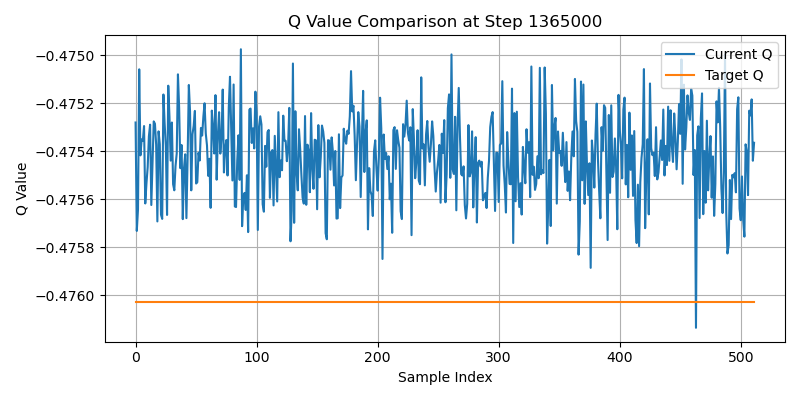 Q Value Comparison at Step 1365000
Q Value
−0.4750
−0.4752
−0.4754
−0.4756
−0.4758
−0.4760
Current Q
Target Q
0
100
200
300
400
500
Sample Index